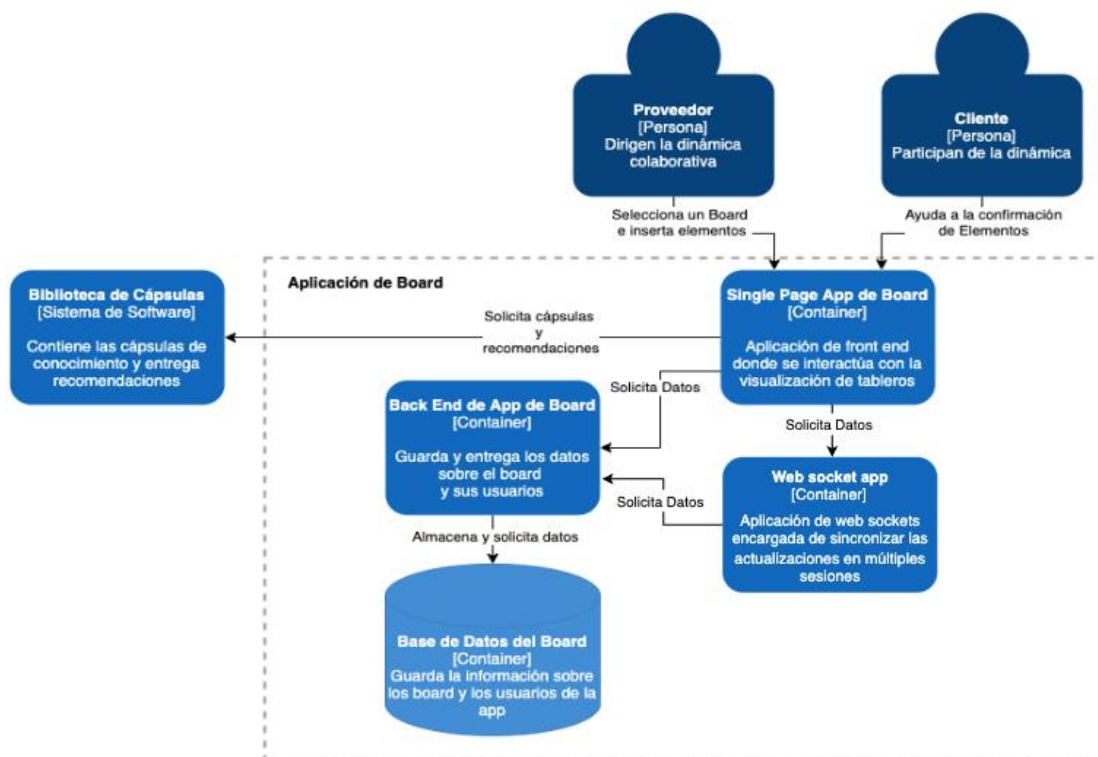 Proveedor
[Persona]
Dirigen la dinámica
colaborativa
Cliente
[Persona]
Participan de la dinámica
Selecciona un Board
e inserta elementos
Ayuda a la confirmación
de Elementos
Aplicación de Board
Biblioteca de Cápsulas
[Sistema de Software]
Contiene las cápsulas de
conocimiento y entrega
recomendaciones
Solicita cápsulas
y
recomendaciones
Single Page App de Board
[Container]
Aplicación de front end
donde se interactúa con la
visualización de tableros
Solicita Datos
Back End de App de Board
[Container]
Guarda y entrega los datos
sobre el board
y sus usuarios
Solicita Datos
Web socket app
[Container]
Aplicación de web sockets
encargada de sincronizar las
actualizaciones en múltiples
sesiones
Solicita Datos
Almacena y solicita datos
Base de Datos del Board
[Container]
Guarda la información sobre
los board y los usuarios de la
app